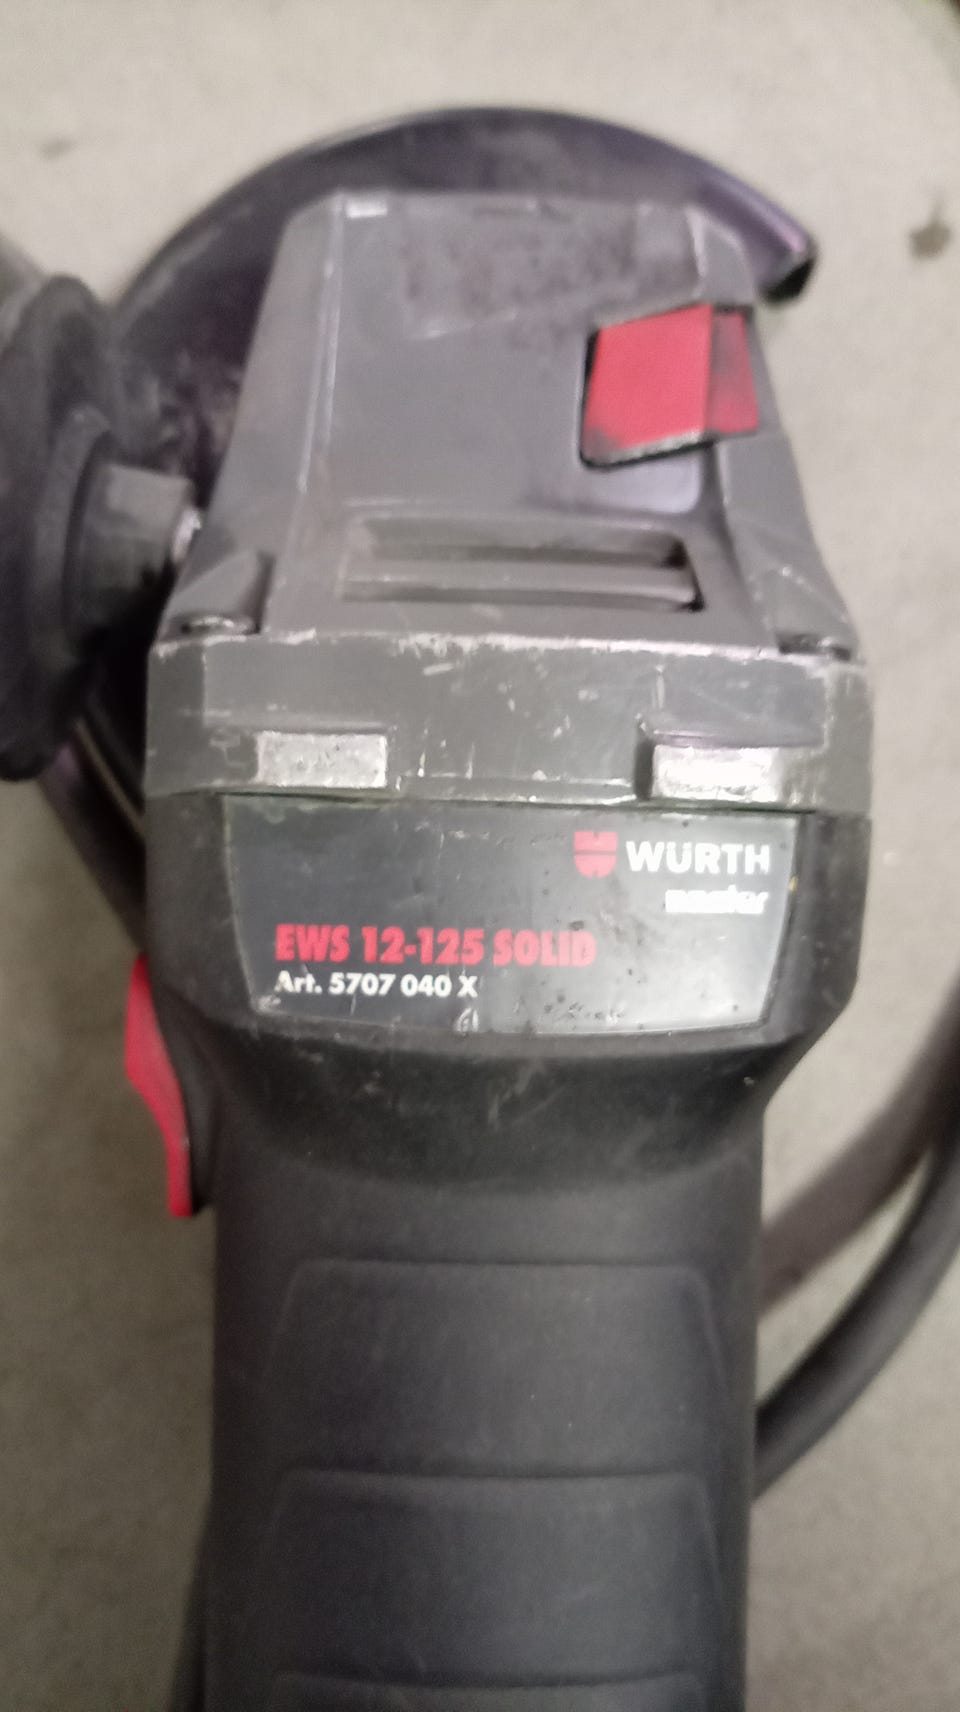 WÜRTH
master
EWS 12-125 SOLID
Art. 5707 040 X